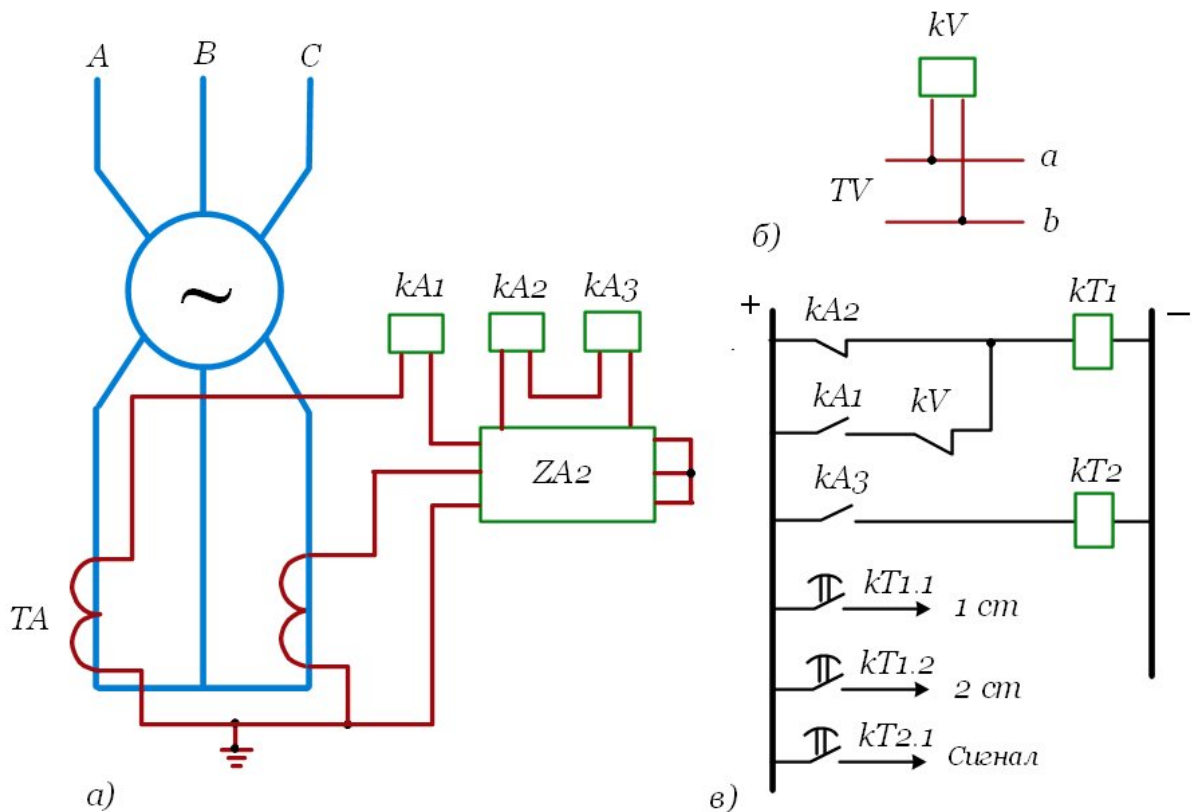 A B C
kA1 kA2 kA3
ZA2
TA
а)
kV
TV a
b
б)
+ −
kA2 kT1
kA1 kV
kA3 kT2
kT1.1 1 ст
kT1.2 2 ст
kT2.1 Сигнал
в)
~